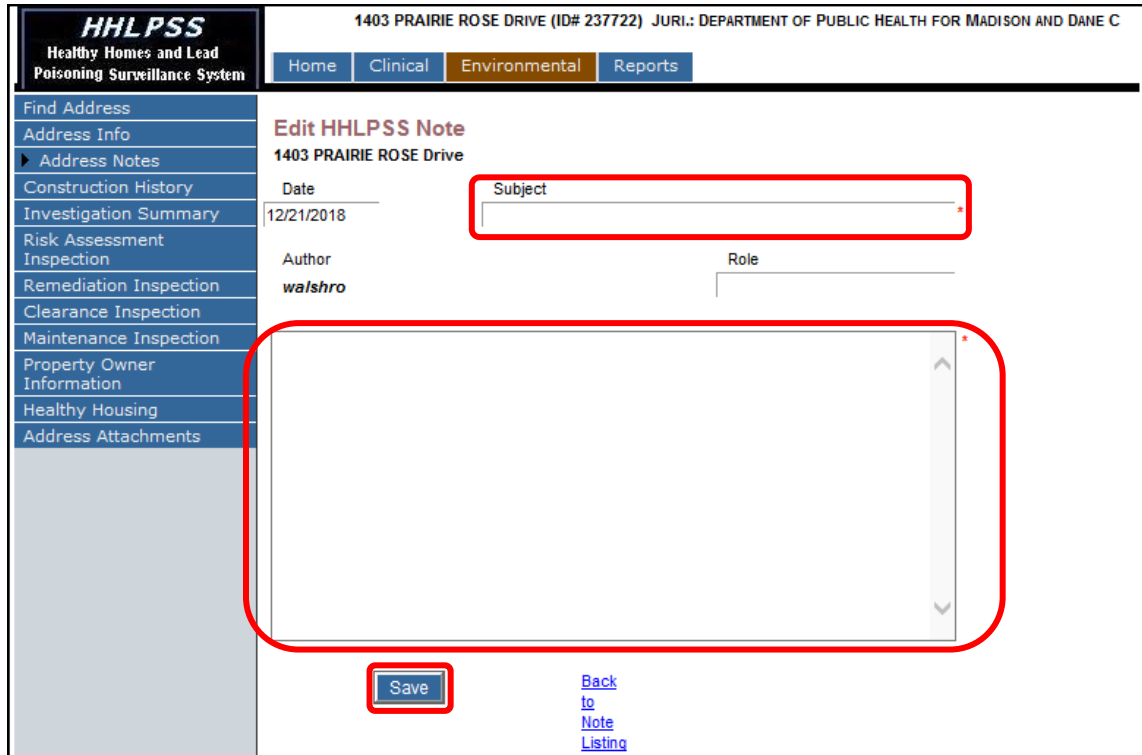 HHLPSS
Healthy Homes and Lead
Poisoning Surveillance System
1403 PRAIRIE ROSE DRIVE (ID# 237722) JURI.: DEPARTMENT OF PUBLIC HEALTH FOR MADISON AND DANE C
Home Clinical Environmental Reports
Find Address
Address Info
Address Notes
Construction History
Investigation Summary
Risk Assessment
Inspection
Remediation Inspection
Clearance Inspection
Maintenance Inspection
Property Owner
Information
Healthy Housing
Address Attachments
Edit HHLPSS Note
1403 PRAIRIE ROSE Drive
Date Subject
12/21/2018 *
Author Role
walshro
*
Save
Back
to
Note
Listing